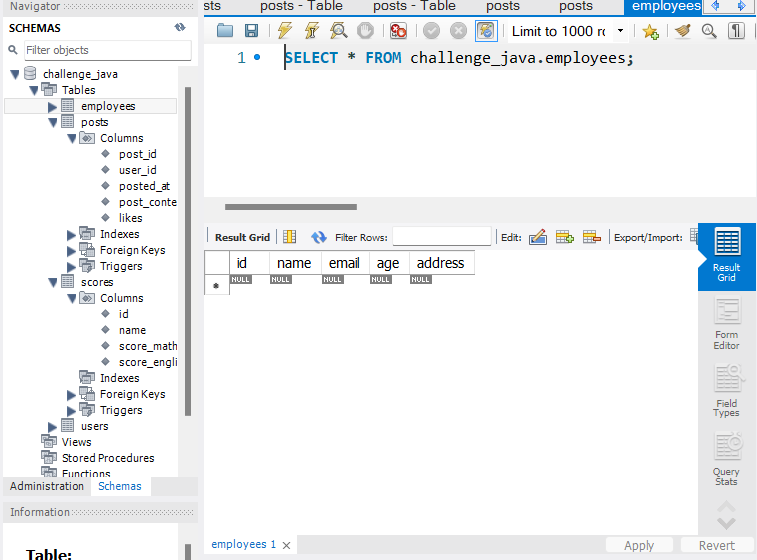 Navigator
SCHEMAS
Filter objects
challenge_java
Tables
employees
posts
Columns
post_id
user_id
posted_at
post_conte
likes
Indexes
Foreign Keys
Triggers
scores
Columns
id
name
score_math
score_engli
Indexes
Foreign Keys
Triggers
users
Views
Stored Procedures
Functions
Administration Schemas
Information
Table:
sts posts - Table posts - Table posts posts employees
Limit to 1000 ro
1 SELECT * FROM challenge_java.employees;
Result Grid Filter Rows: Edit: Export/Import:
id name email age address
* NULL NULL NULL NULL NULL
Result
Grid
Form
Editor
Field
Types
Query
Stats
employees 1
Apply Revert